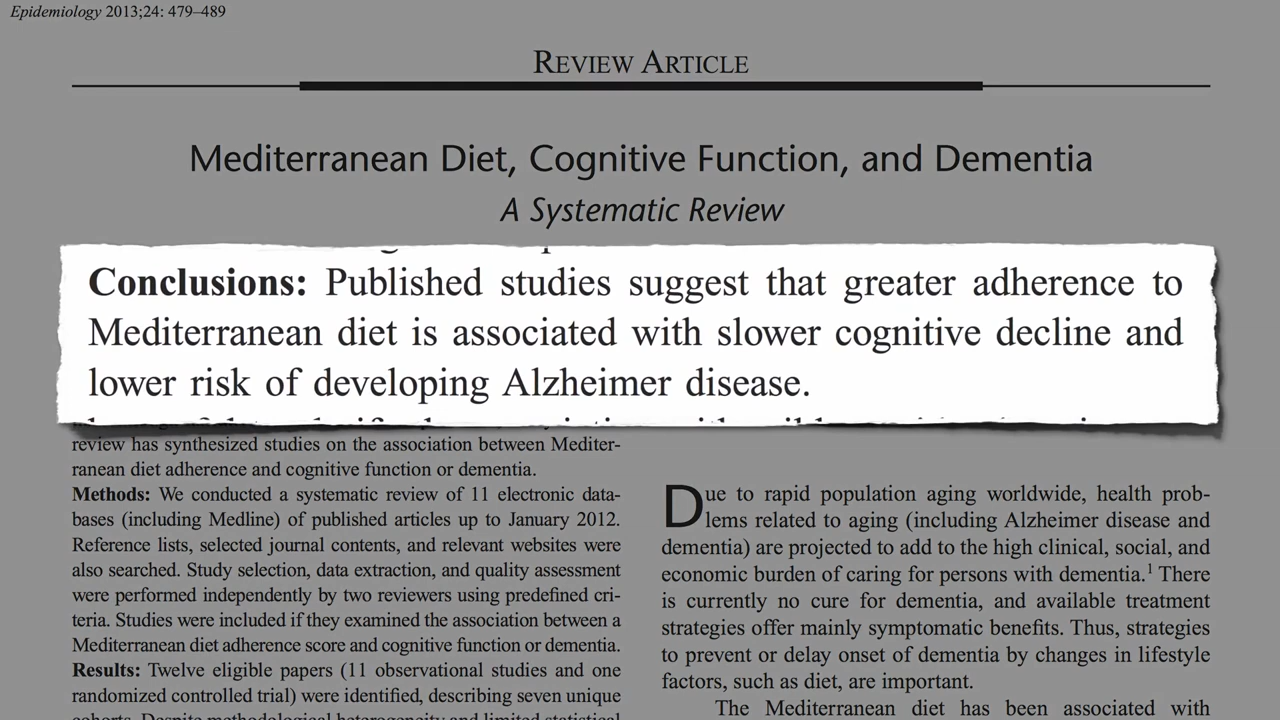 Epidemiology 2013;24: 479–489
REVIEW ARTICLE
Mediterranean Diet, Cognitive Function, and Dementia
A Systematic Review
Conclusions: Published studies suggest that greater adherence to
Mediterranean diet is associated with slower cognitive decline and
lower risk of developing Alzheimer disease.
review has synthesized studies on the association between Mediter-
ranean diet adherence and cognitive function or dementia.
Methods: We conducted a systematic review of 11 electronic data-
bases (including Medline) of published articles up to January 2012.
Reference lists, selected journal contents, and relevant websites were
also searched. Study selection, data extraction, and quality assessment
were performed independently by two reviewers using predefined cri-
teria. Studies were included if they examined the association between a
Mediterranean diet adherence score and cognitive function or dementia.
Results: Twelve eligible papers (11 observational studies and one
randomized controlled trial) were identified, describing seven unique
cohorts. Despite methodological heterogeneity and limited statistical
Due to rapid population aging worldwide, health prob-
lems related to aging (including Alzheimer disease and
dementia) are projected to add to the high clinical, social, and
economic burden of caring for persons with dementia.1 There
is currently no cure for dementia, and available treatment
strategies offer mainly symptomatic benefits. Thus, strategies
to prevent or delay onset of dementia by changes in lifestyle
factors, such as diet, are important.
The Mediterranean diet has been associated with